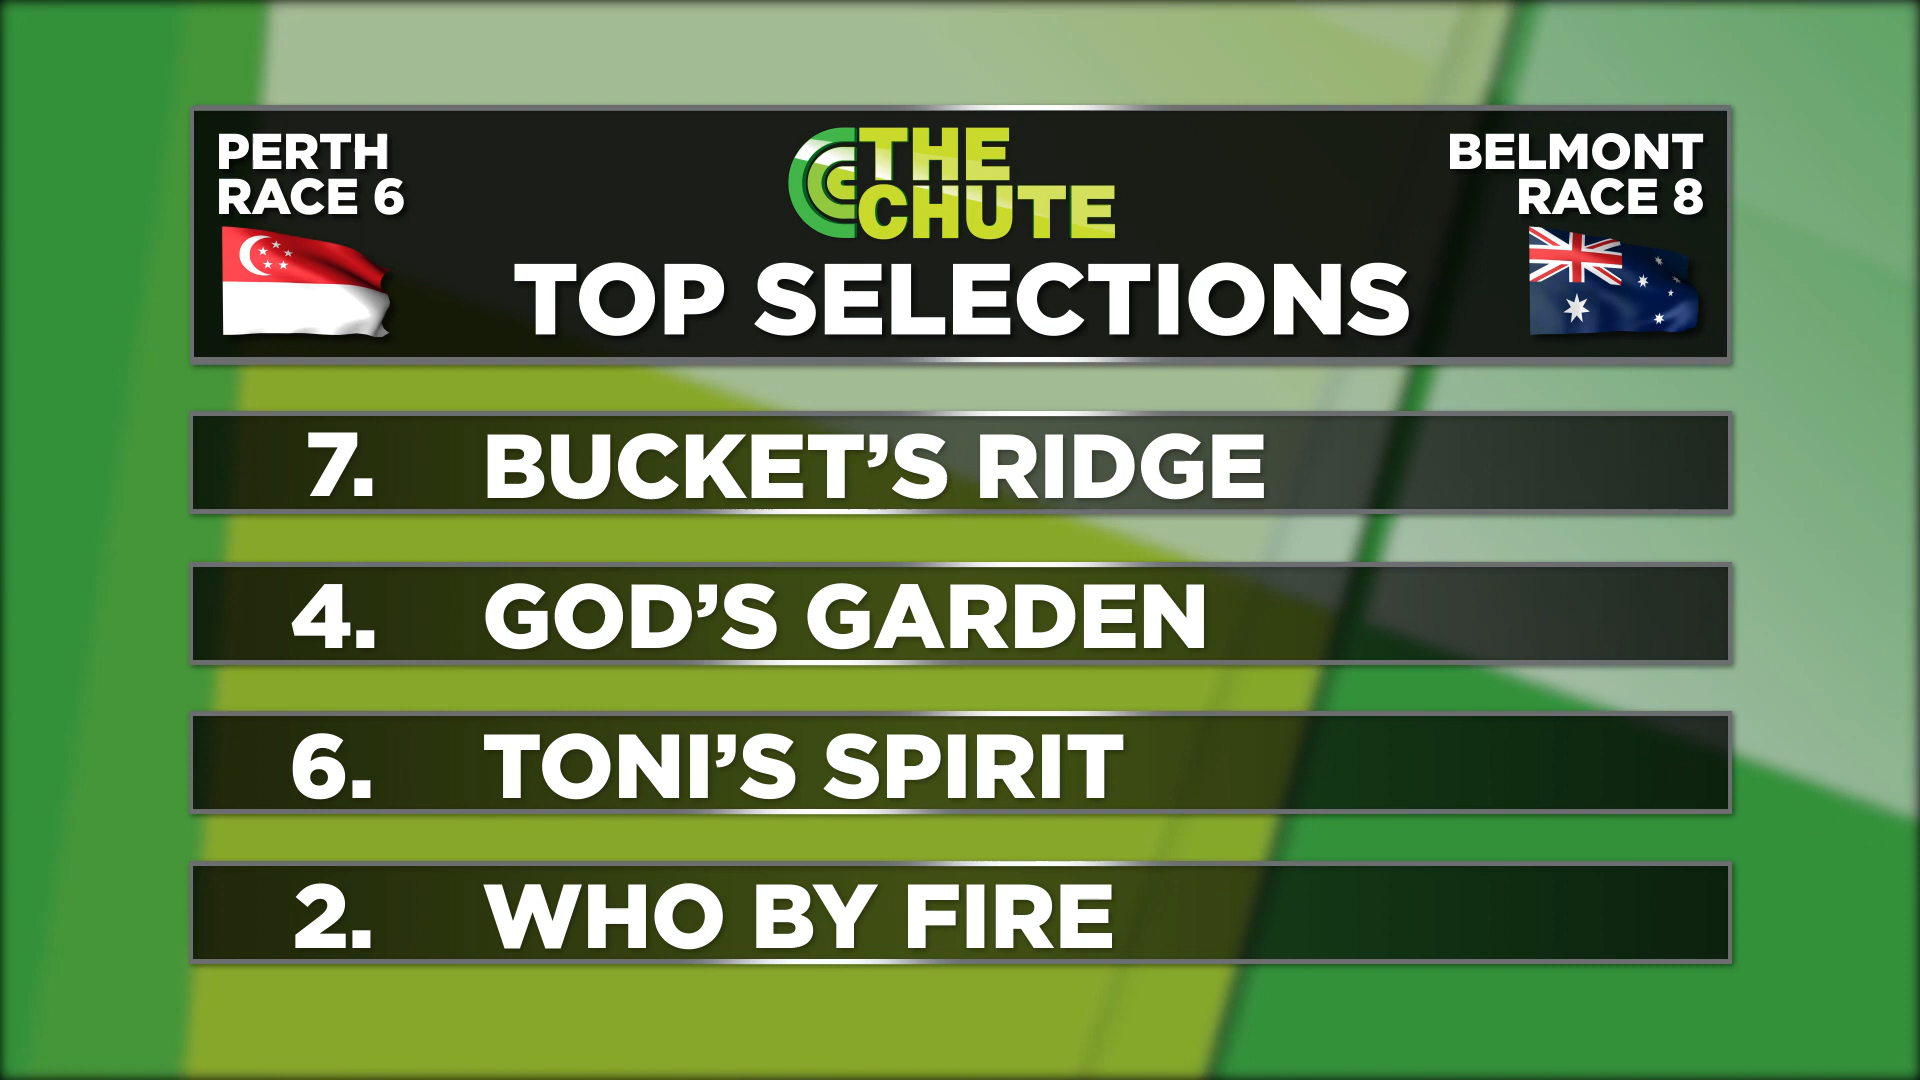 PERTH
RACE 6
THE
CHUTE
BELMONT
RACE 8
TOP SELECTIONS
7. BUCKET’S RIDGE
4. GOD’S GARDEN
6. TONI’S SPIRIT
2. WHO BY FIRE